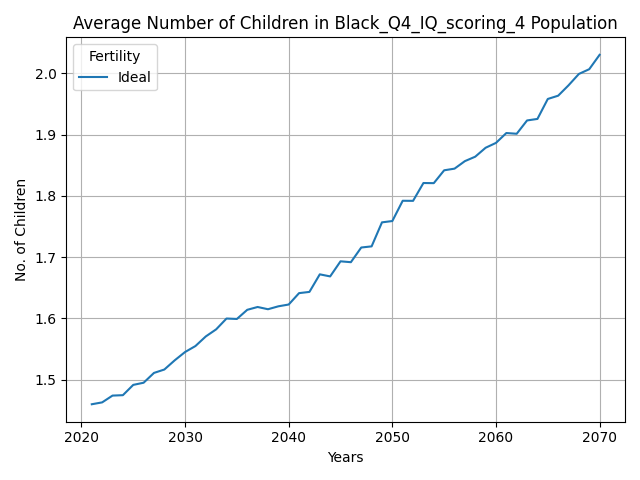 Average Number of Children in Black_Q4_IQ_scoring_4 Population
Fertility
Ideal
No. of Children
2.0
1.9
1.8
1.7
1.6
1.5
2020 2030 2040 2050 2060 2070
Years